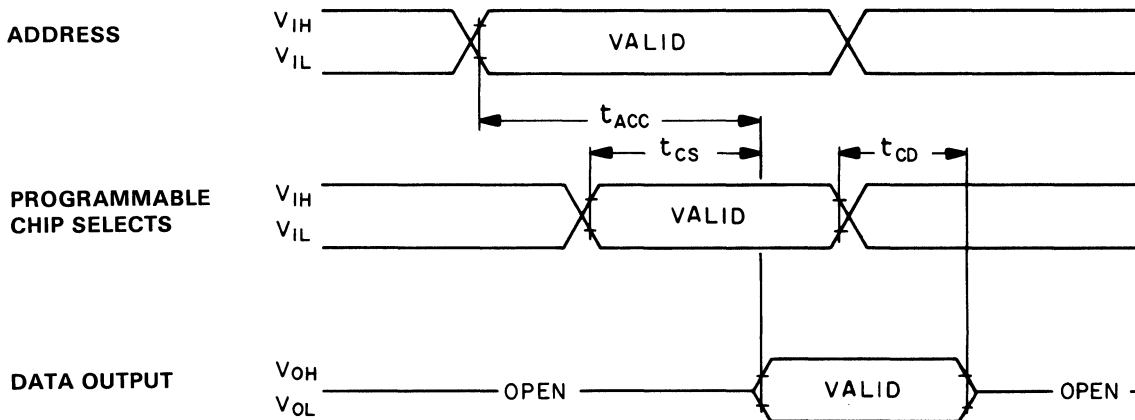 ADDRESS
VIH
VIL
VALID
tACC
tCS
tCD
PROGRAMMABLE
CHIP SELECTS
VIH
VIL
VALID
DATA OUTPUT
VOH
VOL
OPEN
VALID
OPEN